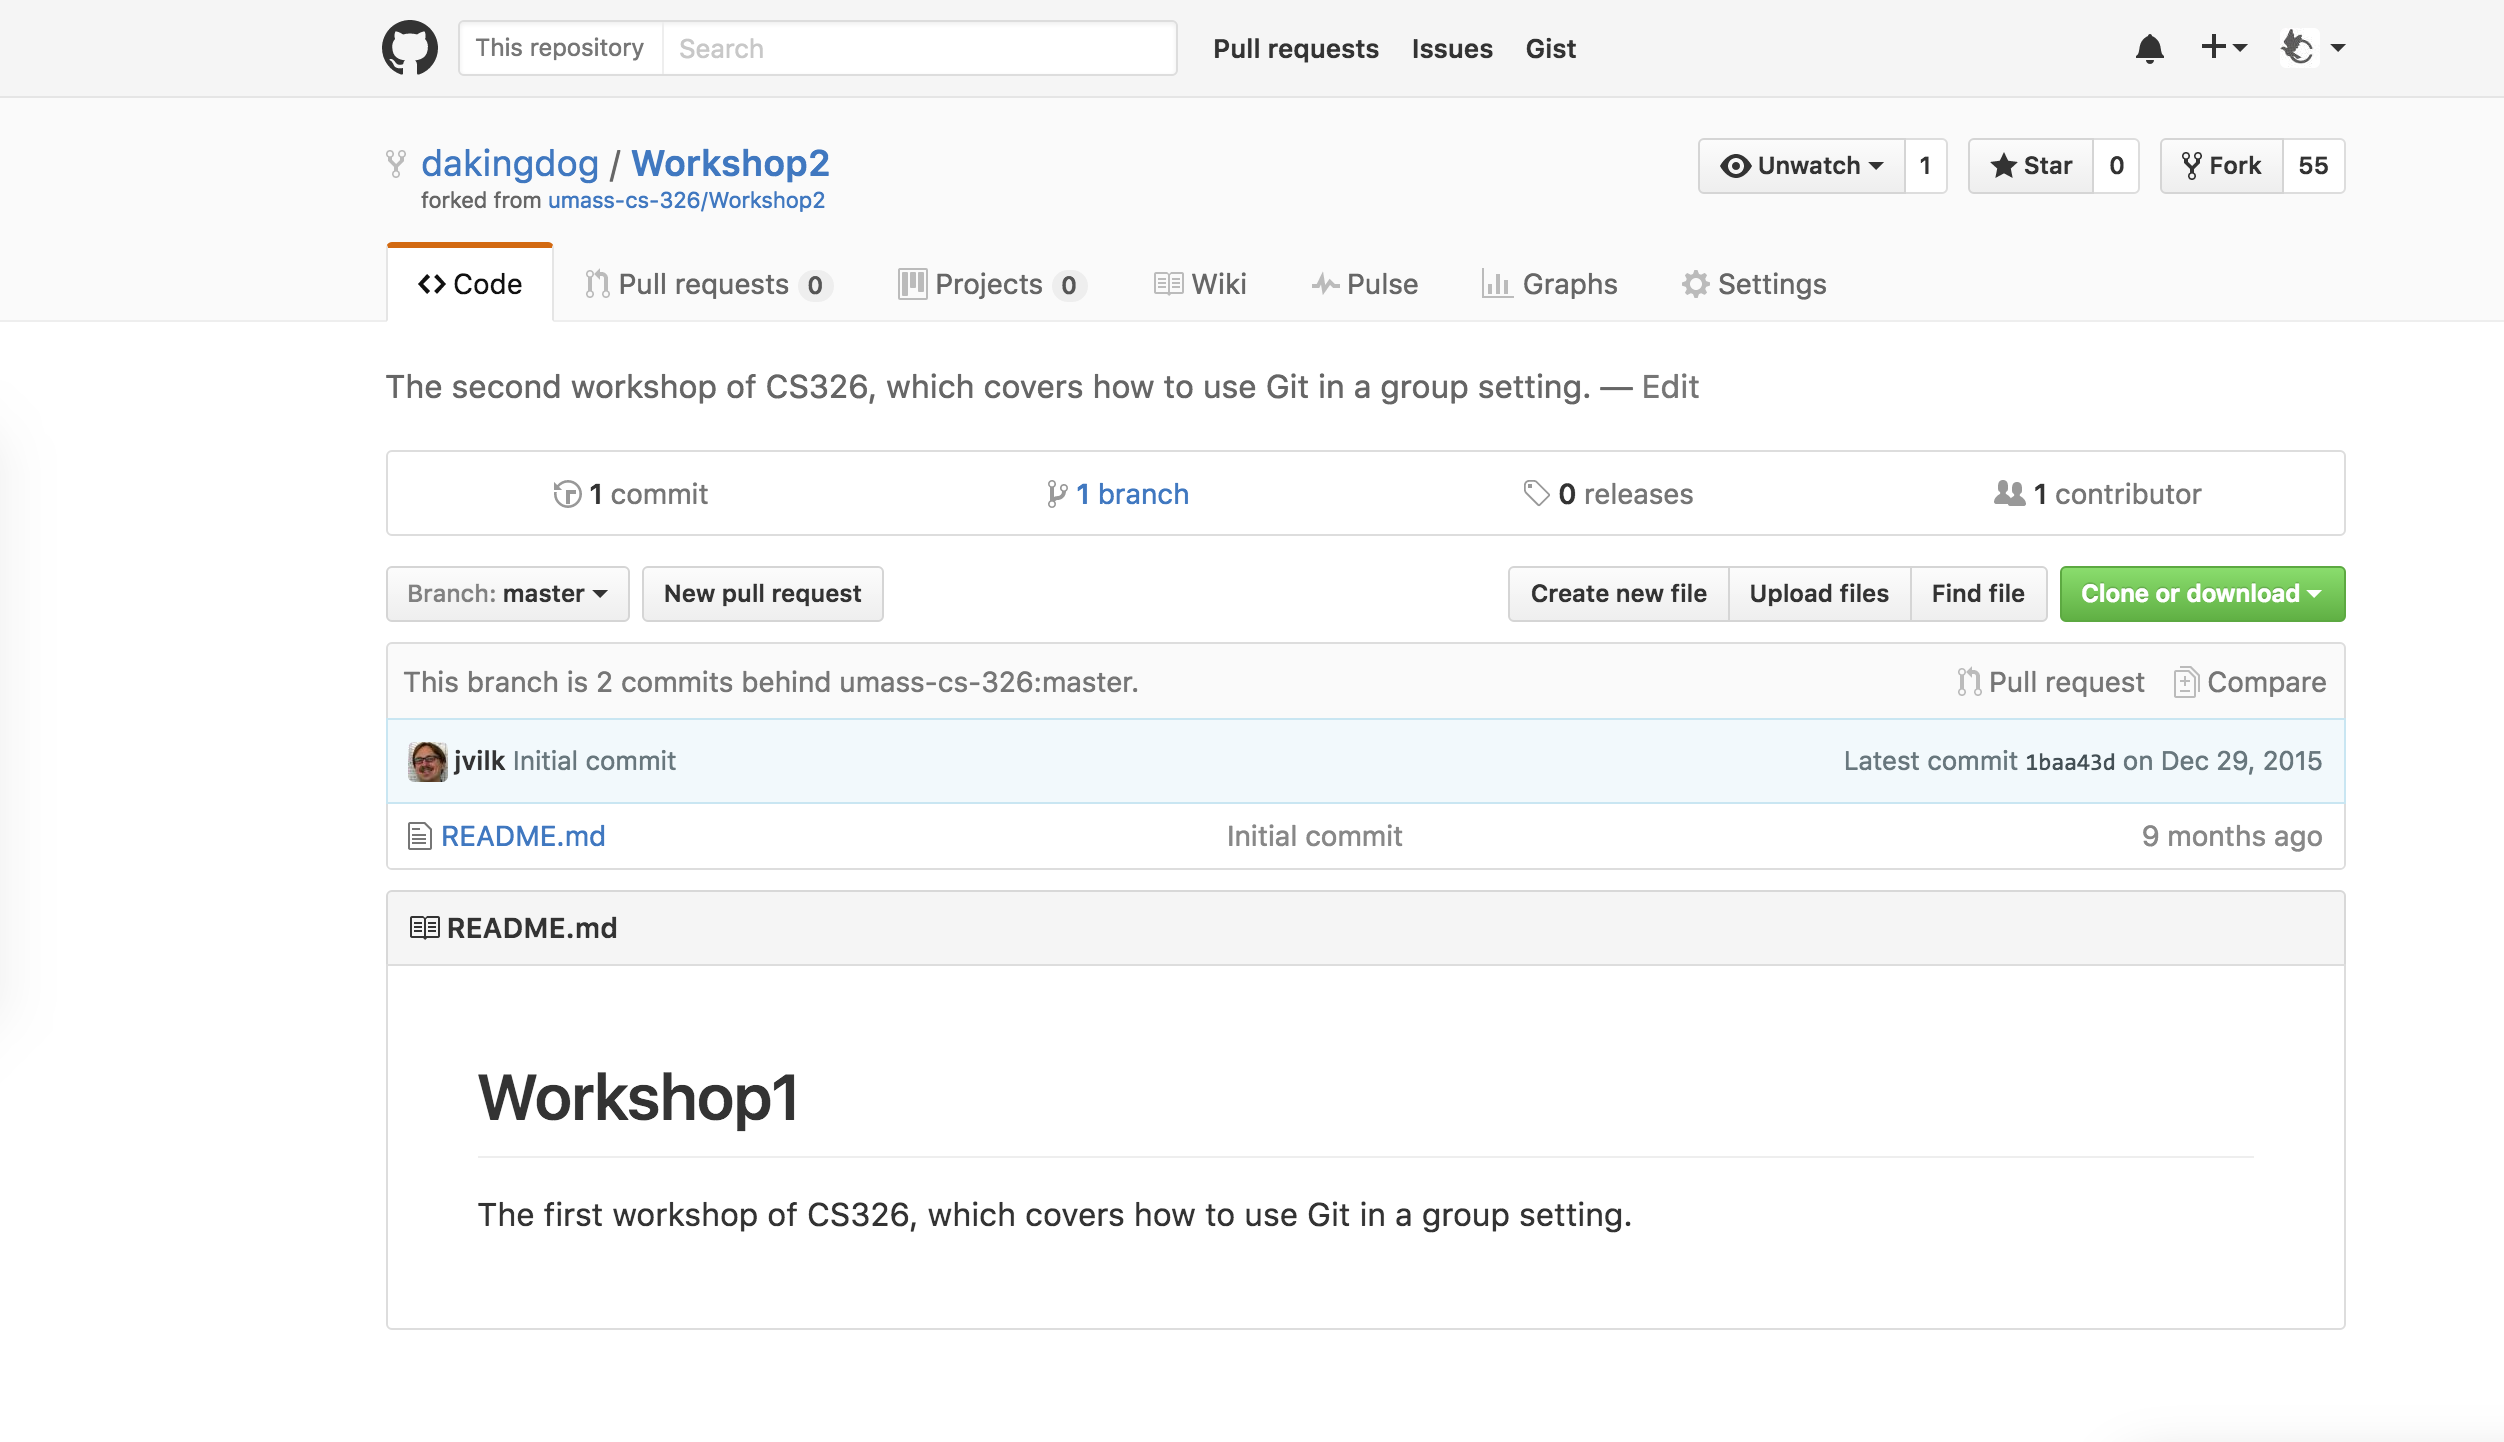 This repository Search Pull requests Issues Gist
dakingdog / Workshop2 Unwatch 1 Star 0 Fork 55
forked from umass-cs-326/Workshop2
Code Pull requests 0 Projects 0 Wiki Pulse Graphs Settings
The second workshop of CS326, which covers how to use Git in a group setting. — Edit
1 commit 1 branch 0 releases 1 contributor
Branch: master New pull request Create new file Upload files Find file Clone or download
This branch is 2 commits behind umass-cs-326:master. Pull request Compare
jvilk Initial commit Latest commit 1baa43d on Dec 29, 2015
README.md Initial commit 9 months ago
README.md
Workshop1
The first workshop of CS326, which covers how to use Git in a group setting.